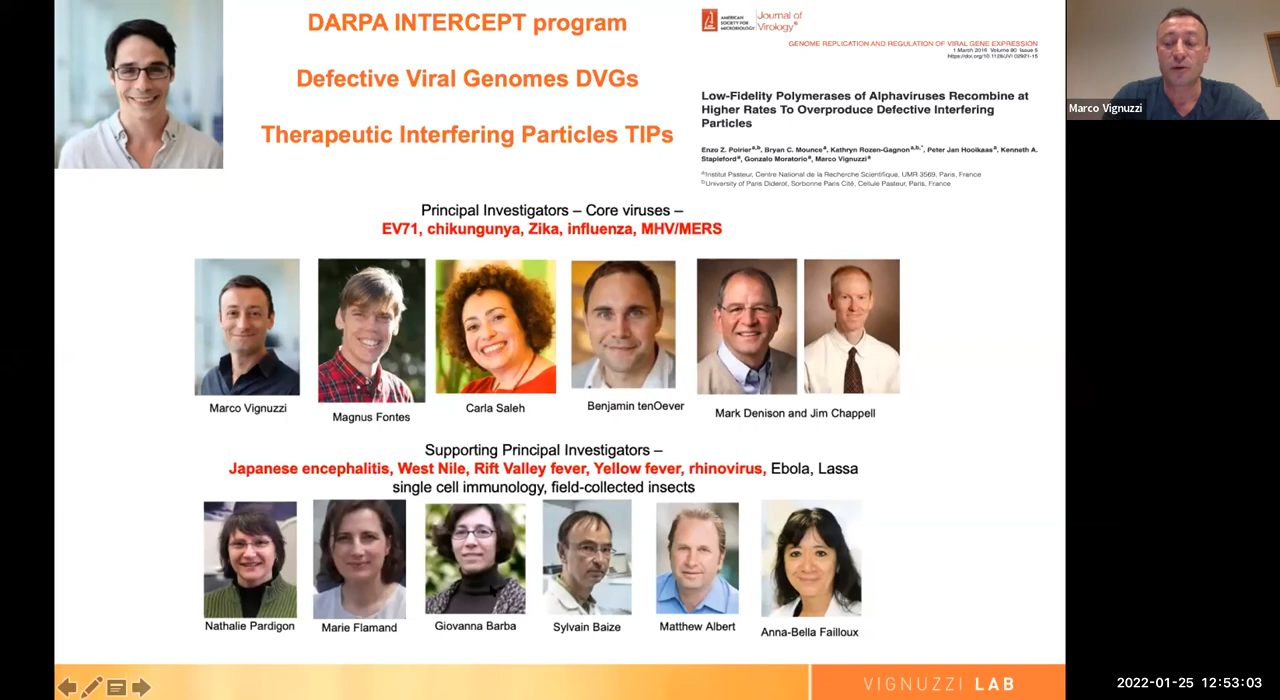 DARPA INTERCEPT program
Defective Viral Genomes DVGs
Therapeutic Interfering Particles TIPs
AMERICAN
SOCIETY FOR
MICROBIOLOGY
Journal of
Virology®
GENOME REPLICATION AND REGULATION OF VIRAL GENE EXPRESSION
1 March 2016 Volume 90 Issue 5
https://doi.org/10.1128/JVI.02921-15
Low-Fidelity Polymerases of Alphaviruses Recombine at
Higher Rates To Overproduce Defective Interfering
Particles
Enzo Z. Poirier a,b, Bryan C. Mounce a, Kathryn Rozen-Gagnon a,b,*, Peter Jan Hooikaas a, Kenneth A.
Stapleford a, Gonzalo Moratorio a, Marco Vignuzzi a
a Institut Pasteur, Centre National de la Recherche Scientifique, UMR 3569, Paris, France
b University of Paris Diderot, Sorbonne Paris Cité, Cellule Pasteur, Paris, France
Marco Vignuzzi
Principal Investigators – Core viruses –
EV71, chikungunya, Zika, influenza, MHV/MERS
Marco Vignuzzi
Magnus Fontes
Carla Saleh
Benjamin tenOever
Mark Denison and Jim Chappell
Supporting Principal Investigators –
Japanese encephalitis, West Nile, Rift Valley fever, Yellow fever, rhinovirus, Ebola, Lassa
single cell immunology, field-collected insects
Nathalie Pardigon
Marie Flamand
Giovanna Barba
Sylvain Baize
Matthew Albert
Anna-Bella Failloux
VIGNUZZI LAB
2022-01-25 12:53:03